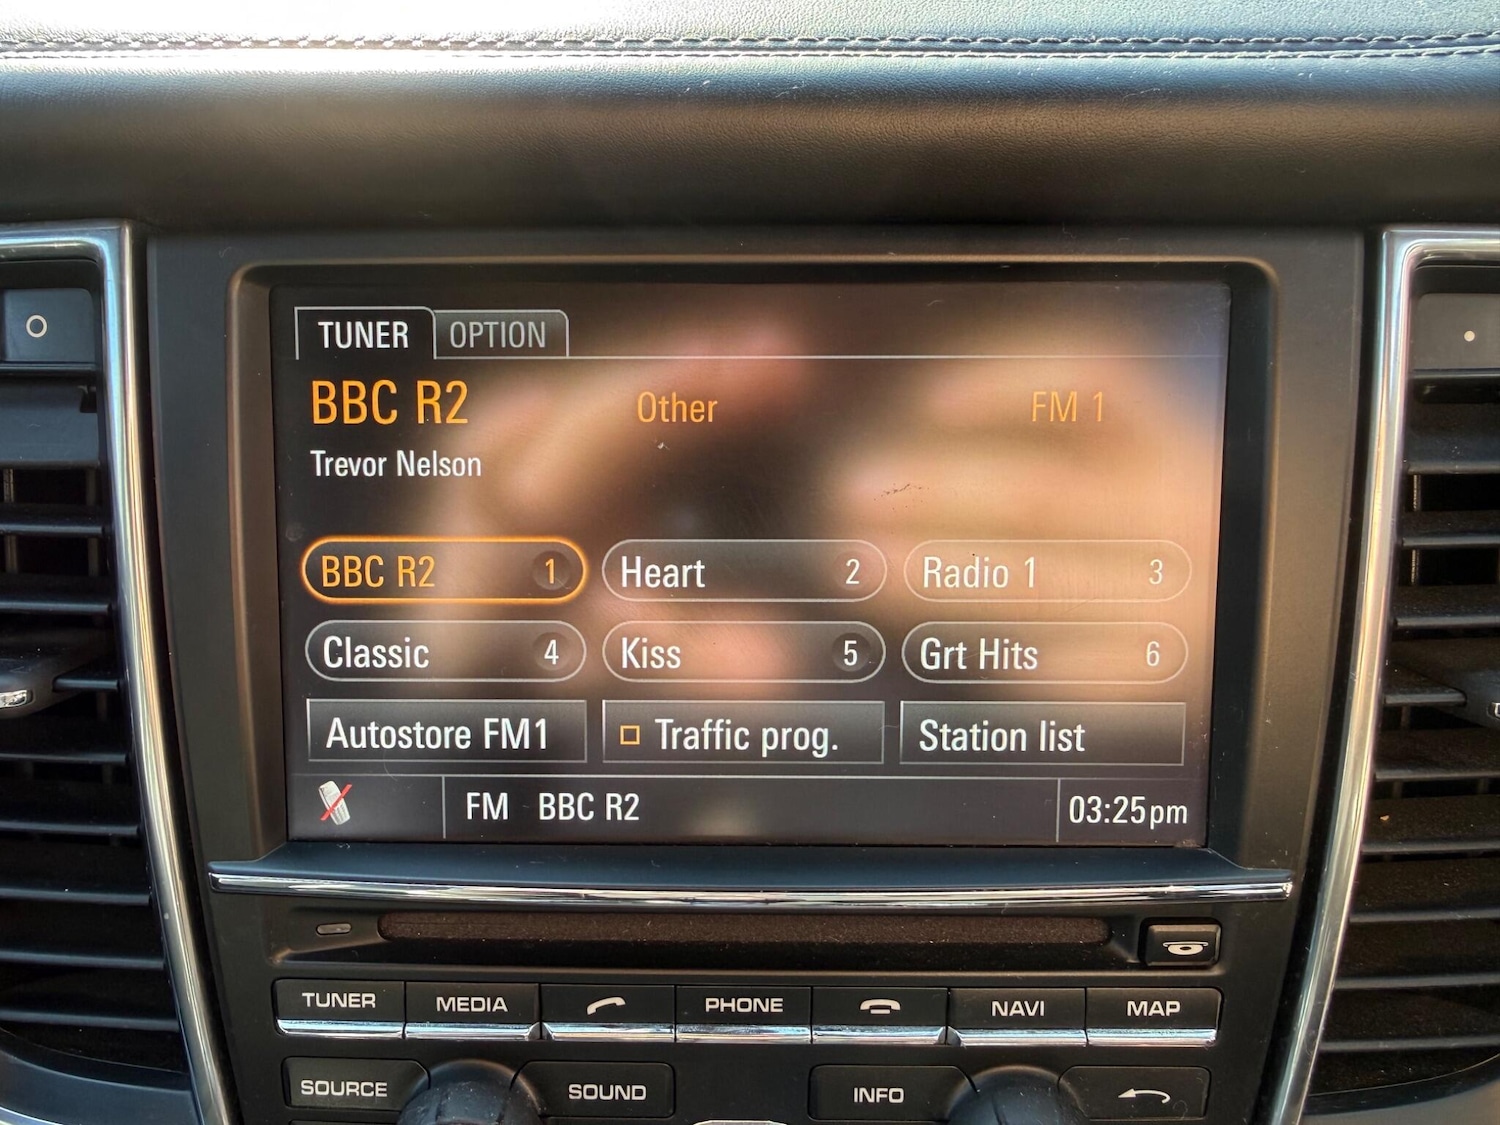 TUNER OPTION
BBC R2 Other FM 1
Trevor Nelson
BBC R2 1 Heart 2 Radio 1 3
Classic 4 Kiss 5 Grt Hits 6
Autostore FM1 Traffic prog. Station list
FM BBC R2 03:25pm
TUNER MEDIA PHONE NAVI MAP
SOURCE SOUND INFO